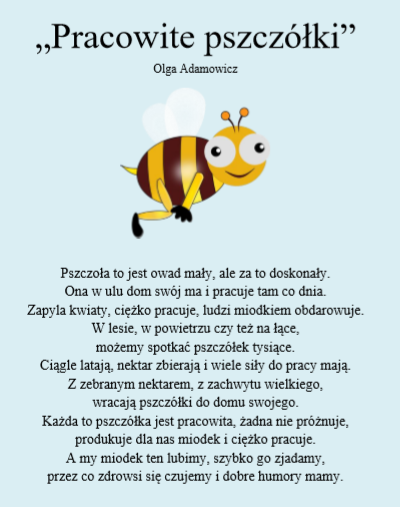 „Pracowite pszczółki”
Olga Adamowicz
Pszczoła to jest owad mały, ale za to doskonały.
Ona w ulu dom swój ma i pracuje tam co dnia.
Zapyla kwiaty, ciężko pracuje, ludzi miodkiem obdarowuje.
W lesie, w powietrzu czy też na łące,
możemy spotkać pszczółek tysiące.
Ciągle latają, nektar zbierają i wiele siły do pracy mają.
Z zebranym nektarem, z zachwytu wielkiego,
wracają pszczółki do domu swojego.
Każda to pszczółka jest pracowita, żadna nie próżnuje,
produkuje dla nas miodek i ciężko pracuje.
A my miodek ten lubimy, szybko go zjadamy,
przez co zdrowsi się czujemy i dobre humory mamy.